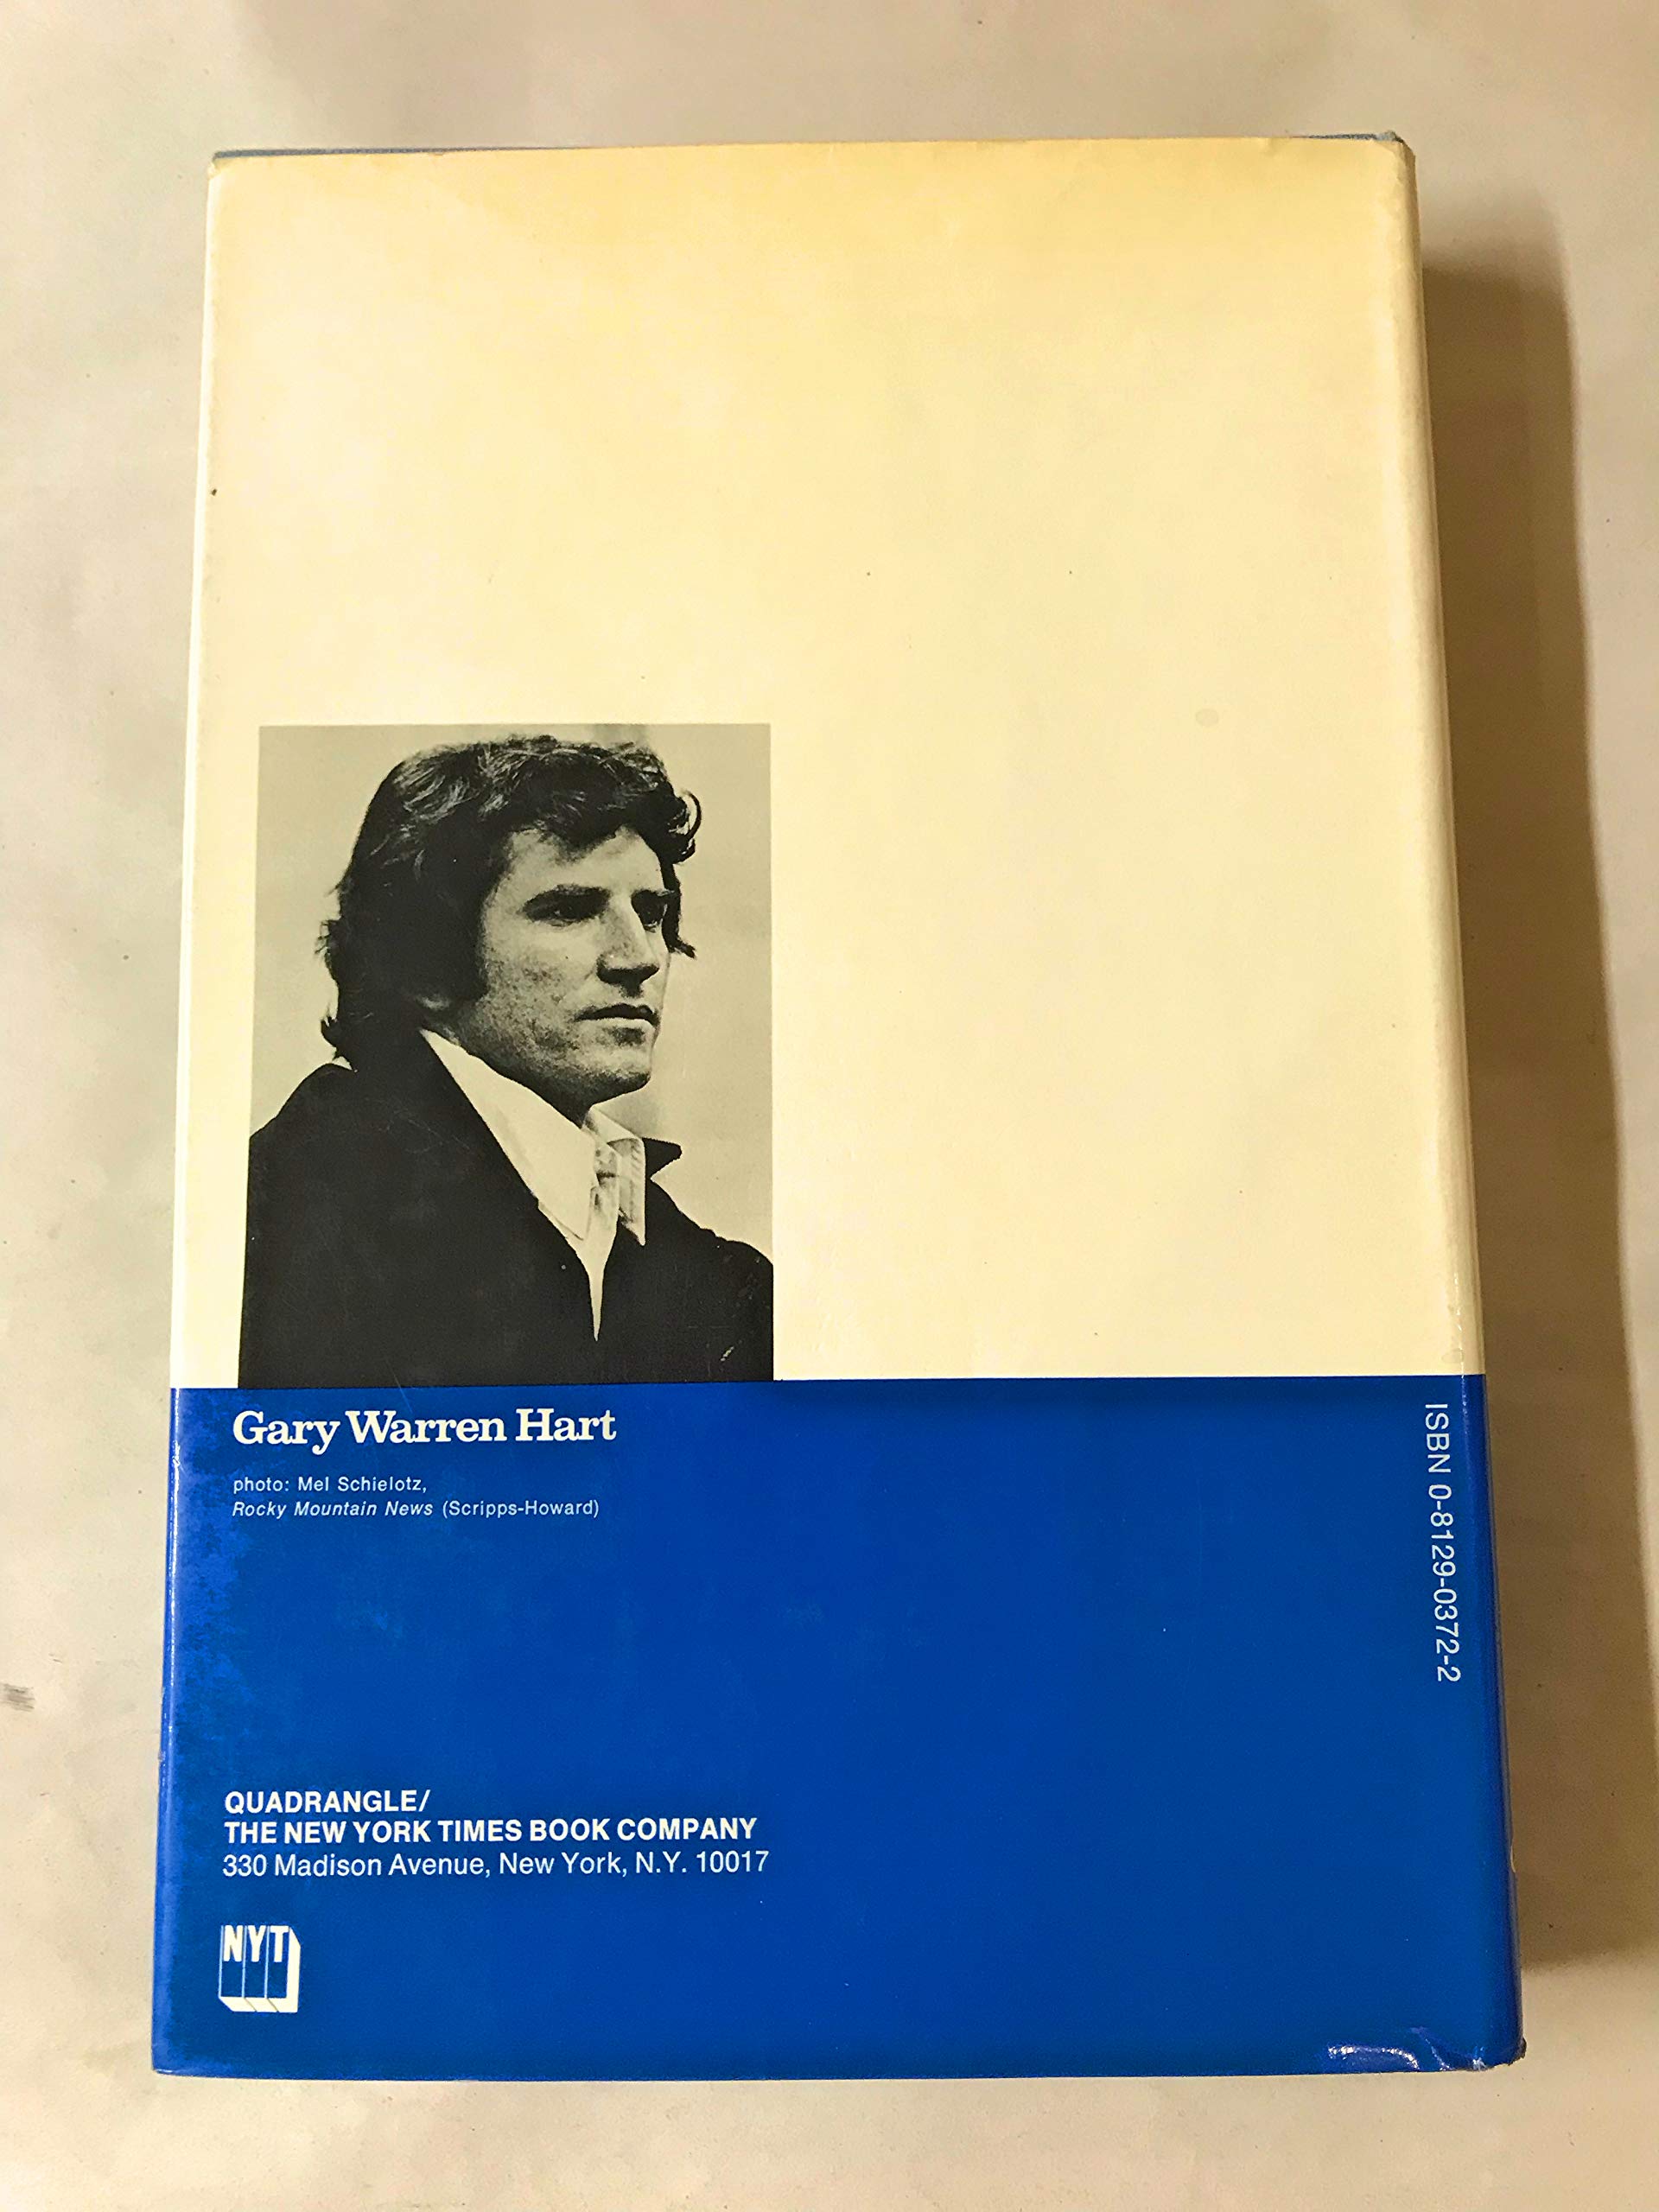 Gary Warren Hart
photo: Mel Schielotz,
Rocky Mountain News (Scripps-Howard)
ISBN 0-8129-0372-2
QUADRANGLE/
THE NEW YORK TIMES BOOK COMPANY
330 Madison Avenue, New York, N.Y. 10017
NYT